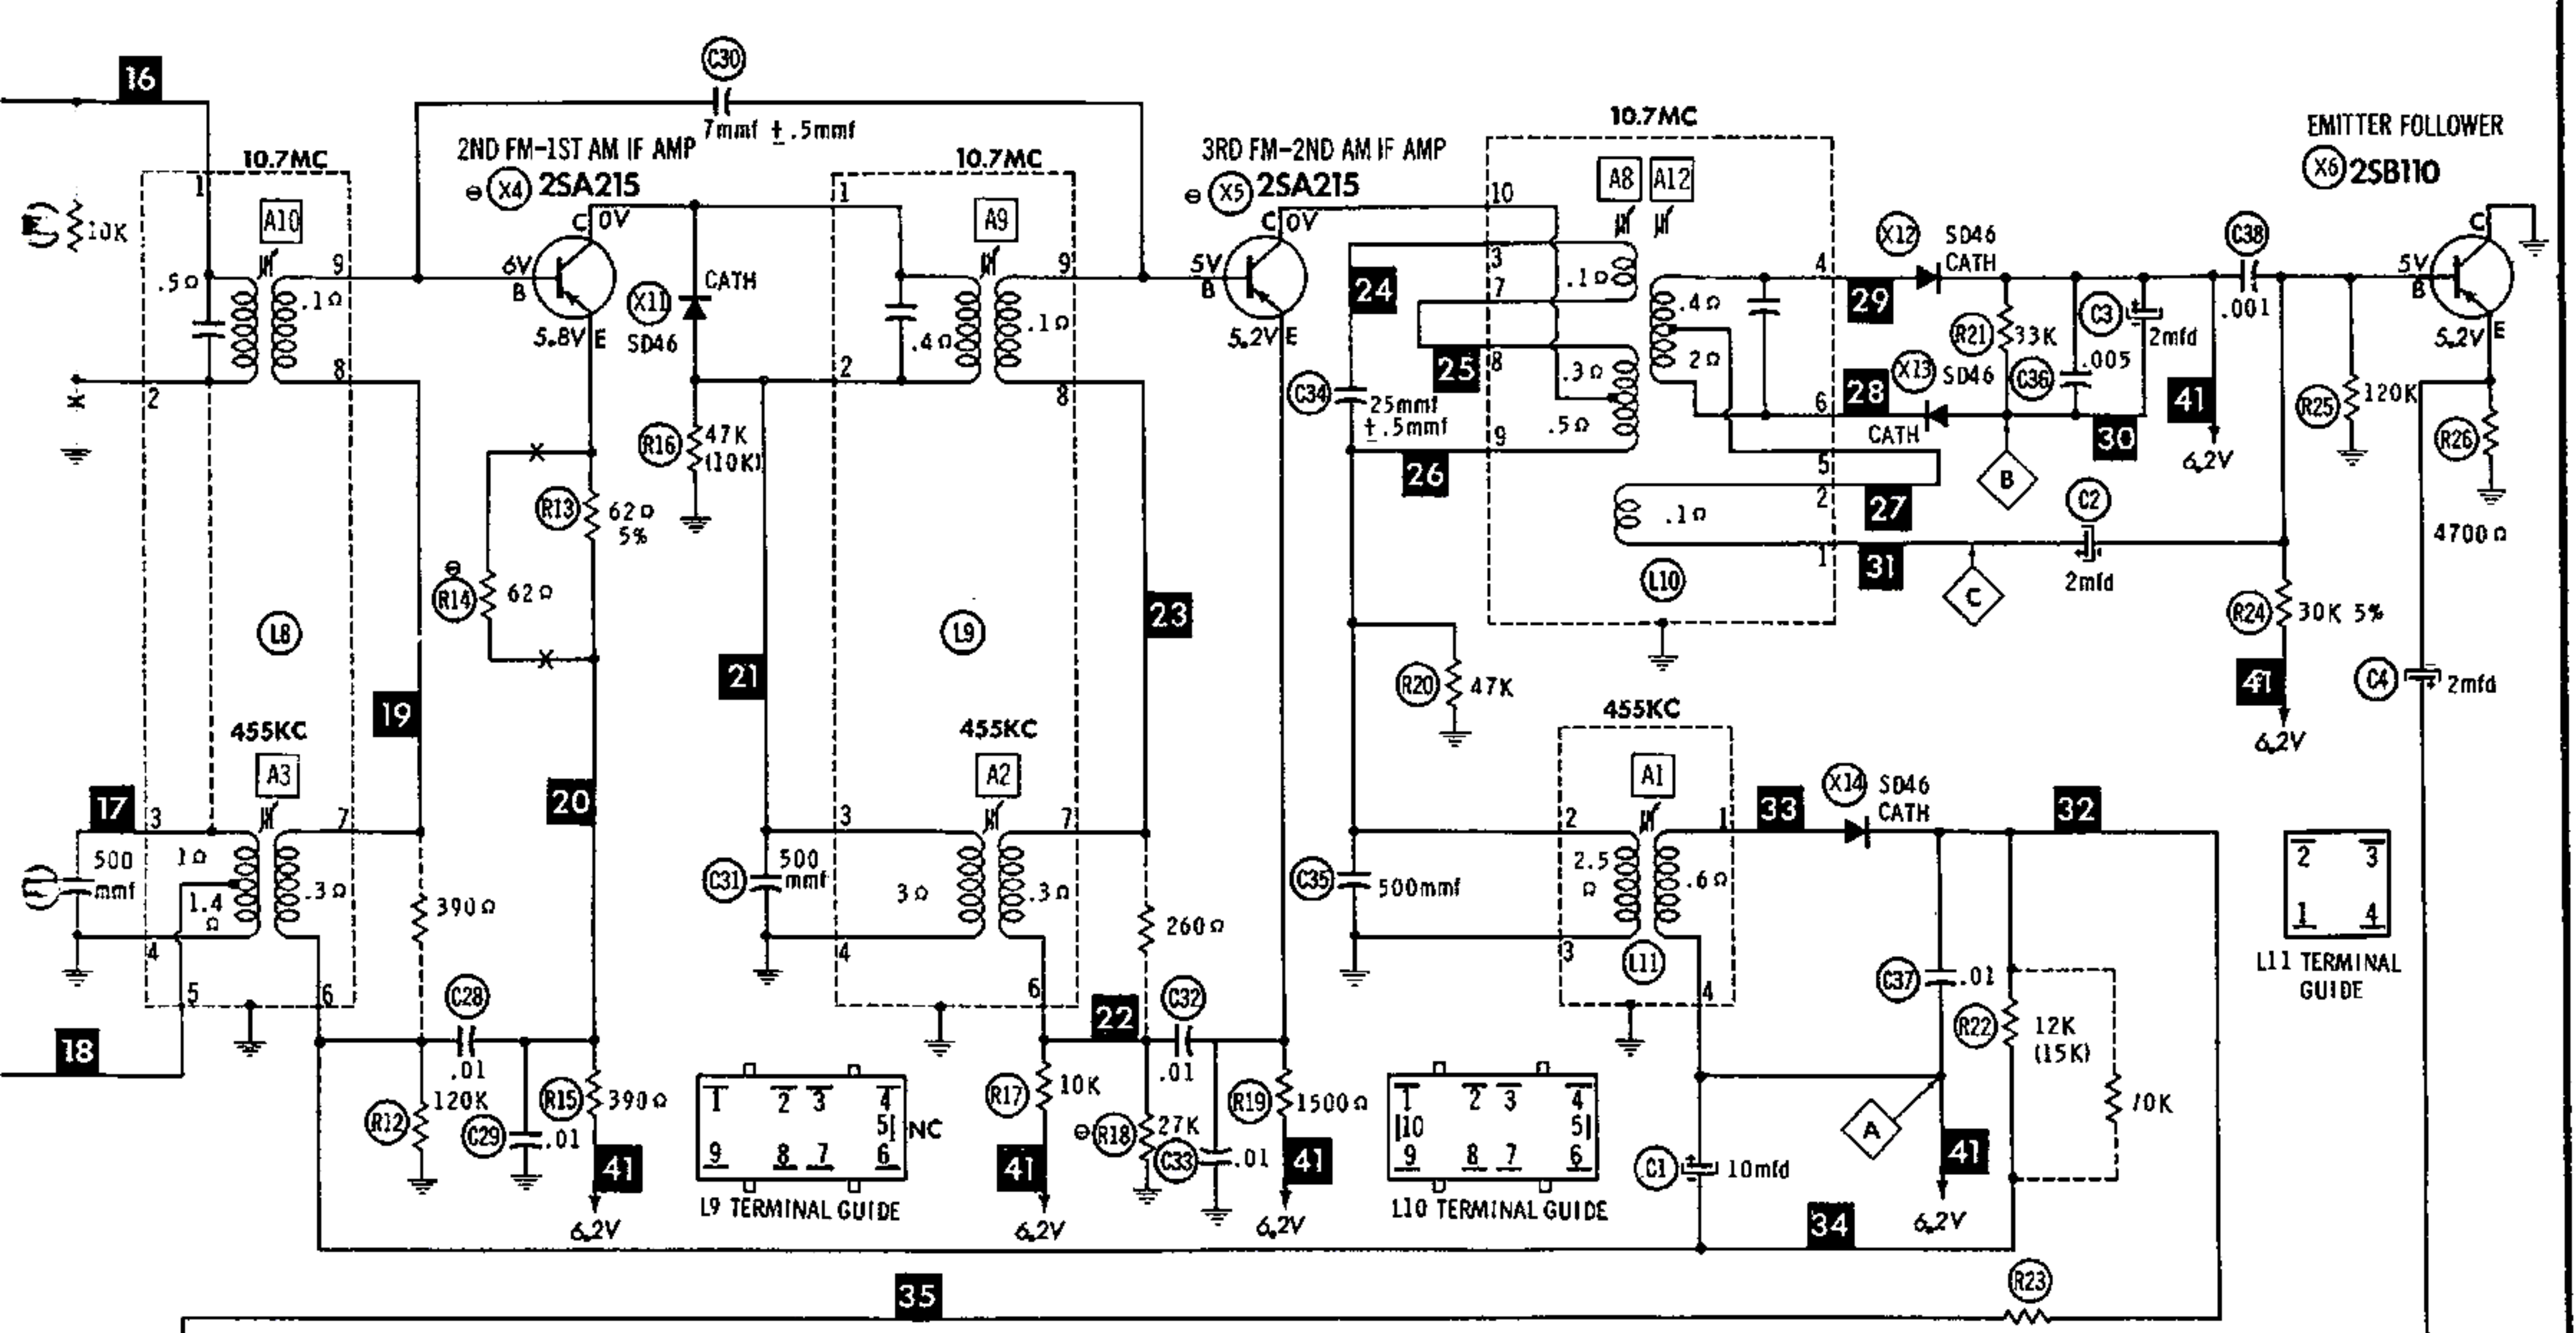 16
C30
7mmf ±.5mmf
10.7MC
2ND FM-1ST AM IF AMP
⊖ X4 2SA215
10.7MC
3RD FM-2ND AM IF AMP
⊖ X5 2SA215
10.7MC
EMITTER FOLLOWER
X6 2SB110
1
A10
10K
.5Ω
.1Ω
9
8
2
C 0V
6V
B
5.8V E
CATH
X11
SD46
R16
47K
(10K)
1
A9
9
.4Ω
.1Ω
2
8
C 0V
5V
B
5.2V E
10
A8 A12
3
24
.1Ω
7
25
8
.3Ω
C34
25mmf
±.5mmf
.5Ω
9
26
4
.4Ω
2Ω
6
5
2
.1Ω
1
L10
29
X12
SD46
CATH
R21
33K
C3
2mfd
X13
SD46
C36
.005
28
CATH
30
B
27
31
C
C2
2mfd
C38
.001
41
6.2V
R25
120K
C
5V
B
5.2V
E
R26
4700Ω
R24
30K 5%
41
6.2V
C4
2mfd
R13
62Ω
5%
⊖
R14
62Ω
L8
L9
23
21
19
20
R20
47K
455KC
A3
17
3
7
500
mmf
1Ω
1.4
Ω
.3Ω
4
5
6
18
390Ω
C28
.01
R12
120K
C29
.01
R15
390Ω
41
6.2V
455KC
A2
3
7
C31
500
mmf
3Ω
.3Ω
4
6
260Ω
22
C32
.01
R17
10K
41
6.2V
⊖ R18
27K
C33
.01
R19
1500Ω
41
6.2V
1 2 3 4
5 NC
9 8 7 6
L9 TERMINAL GUIDE
455KC
A1
2
1
C35
500mmf
2.5
Ω
.6Ω
3
L11
4
33
X14
SD46
CATH
32
C37
.01
R22
12K
(15K)
10K
A
41
6.2V
C1
10mfd
1 2 3 4
10 5
9 8 7 6
L10 TERMINAL GUIDE
2 3
1 4
L11 TERMINAL
GUIDE
34
35
R23